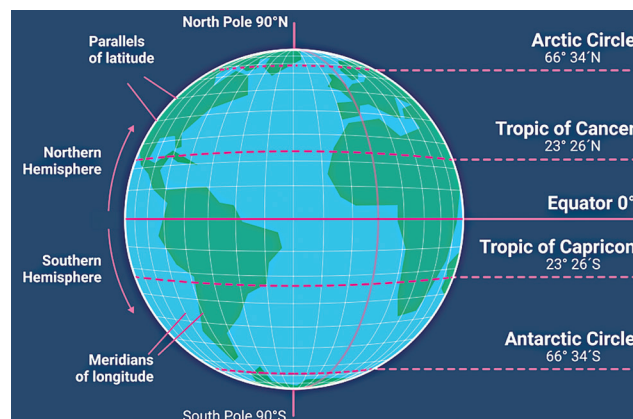 North Pole 90°N
Parallels
of latitude
Arctic Circle
66° 34´N
Tropic of Cancer
23° 26´N
Northern
Hemisphere
Equator 0°
Tropic of Capricon
23° 26´S
Southern
Hemisphere
Antarctic Circle
66° 34´S
Meridians
of longitude
South Pole 90°S